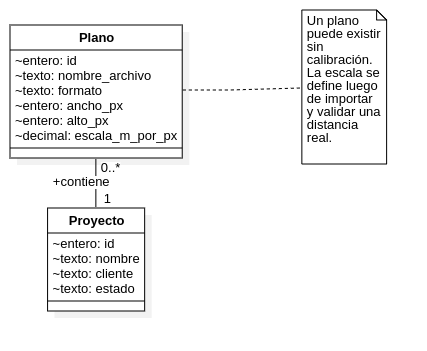 Plano
~entero: id
~texto: nombre_archivo
~texto: formato
~entero: ancho_px
~entero: alto_px
~decimal: escala_m_por_px
Un plano
puede existir
sin
calibración.
La escala se
define luego
de importar
y validar una
distancia
real.
0..*
+contiene
1
Proyecto
~entero: id
~texto: nombre
~texto: cliente
~texto: estado